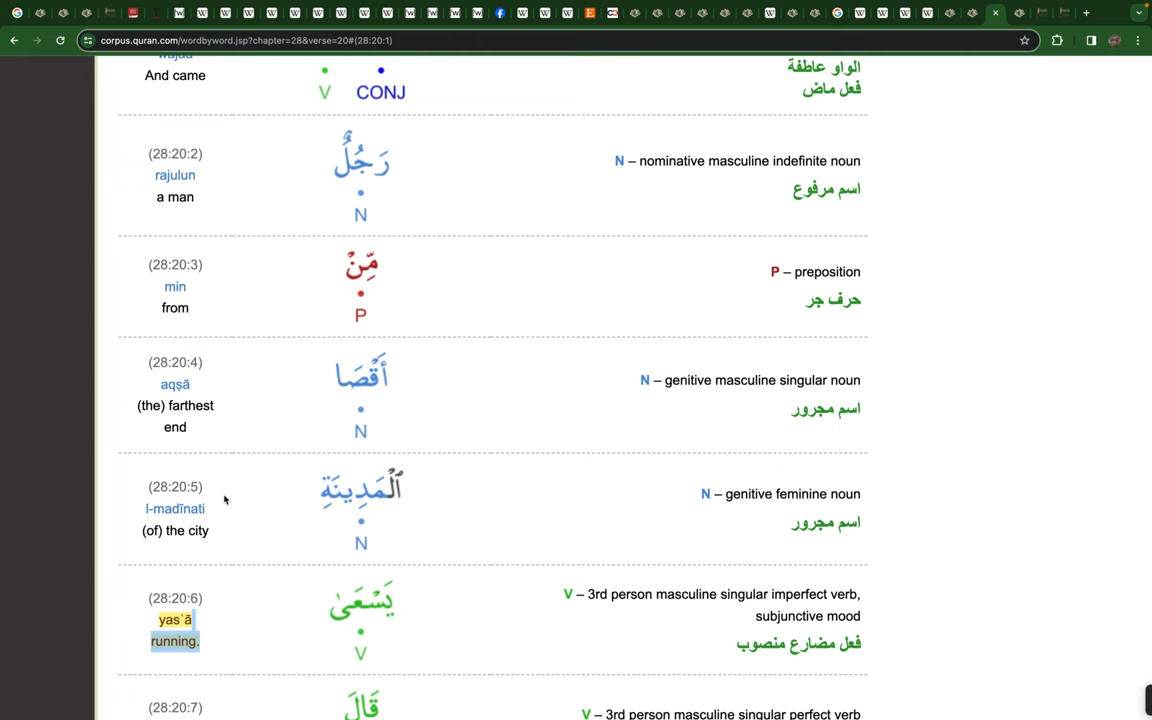 corpus.quran.com/wordbyword.jsp?chapter=28&verse=20#(28:20:1)
And came
V CONJ
الواو عاطفة
فعل ماض
(28:20:2)
rajulun
a man
رَجُلٌ
N
N – nominative masculine indefinite noun
اسم مرفوع
(28:20:3)
min
from
مِّنْ
P
P – preposition
حرف جر
(28:20:4)
aqṣā
(the) farthest
end
أَقْصَا
N
N – genitive masculine singular noun
اسم مجرور
(28:20:5)
l-madīnati
(of) the city
ٱلْمَدِينَةِ
N
N – genitive feminine noun
اسم مجرور
(28:20:6)
yasʿā
running.
يَسْعَىٰ
V
V – 3rd person masculine singular imperfect verb,
subjunctive mood
فعل مضارع منصوب
(28:20:7)
قَالَ
V – 3rd person masculine singular perfect verb